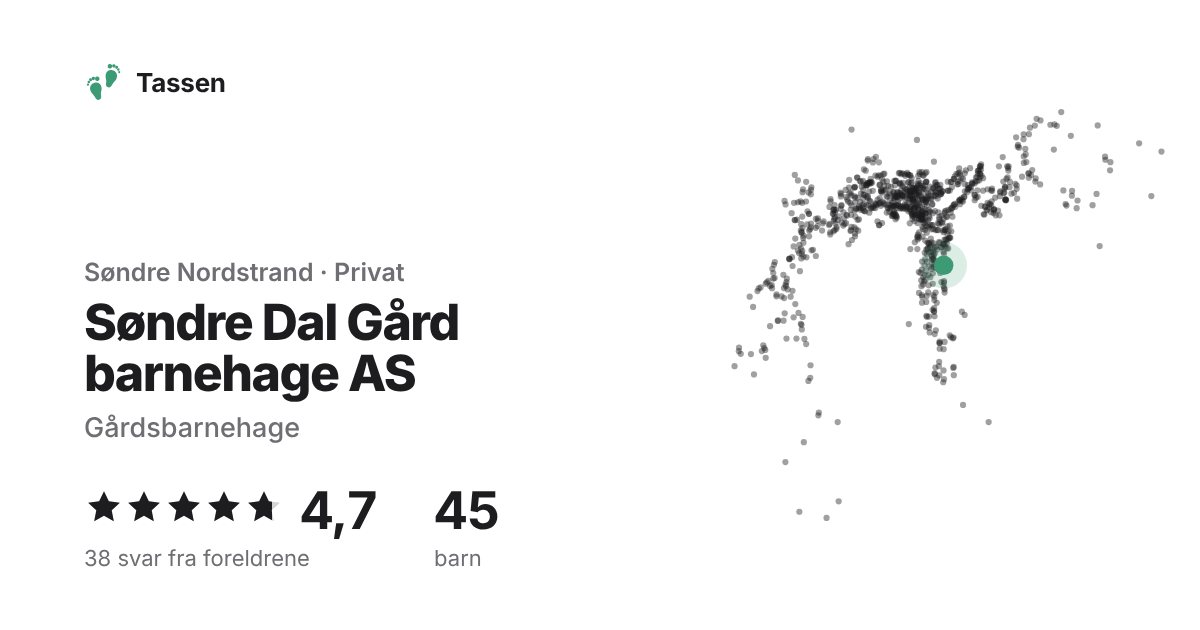 Tassen
Søndre Nordstrand · Privat
Søndre Dal Gård
barnehage AS
Gårdsbarnehage
4,7
38 svar fra foreldrene
45
barn